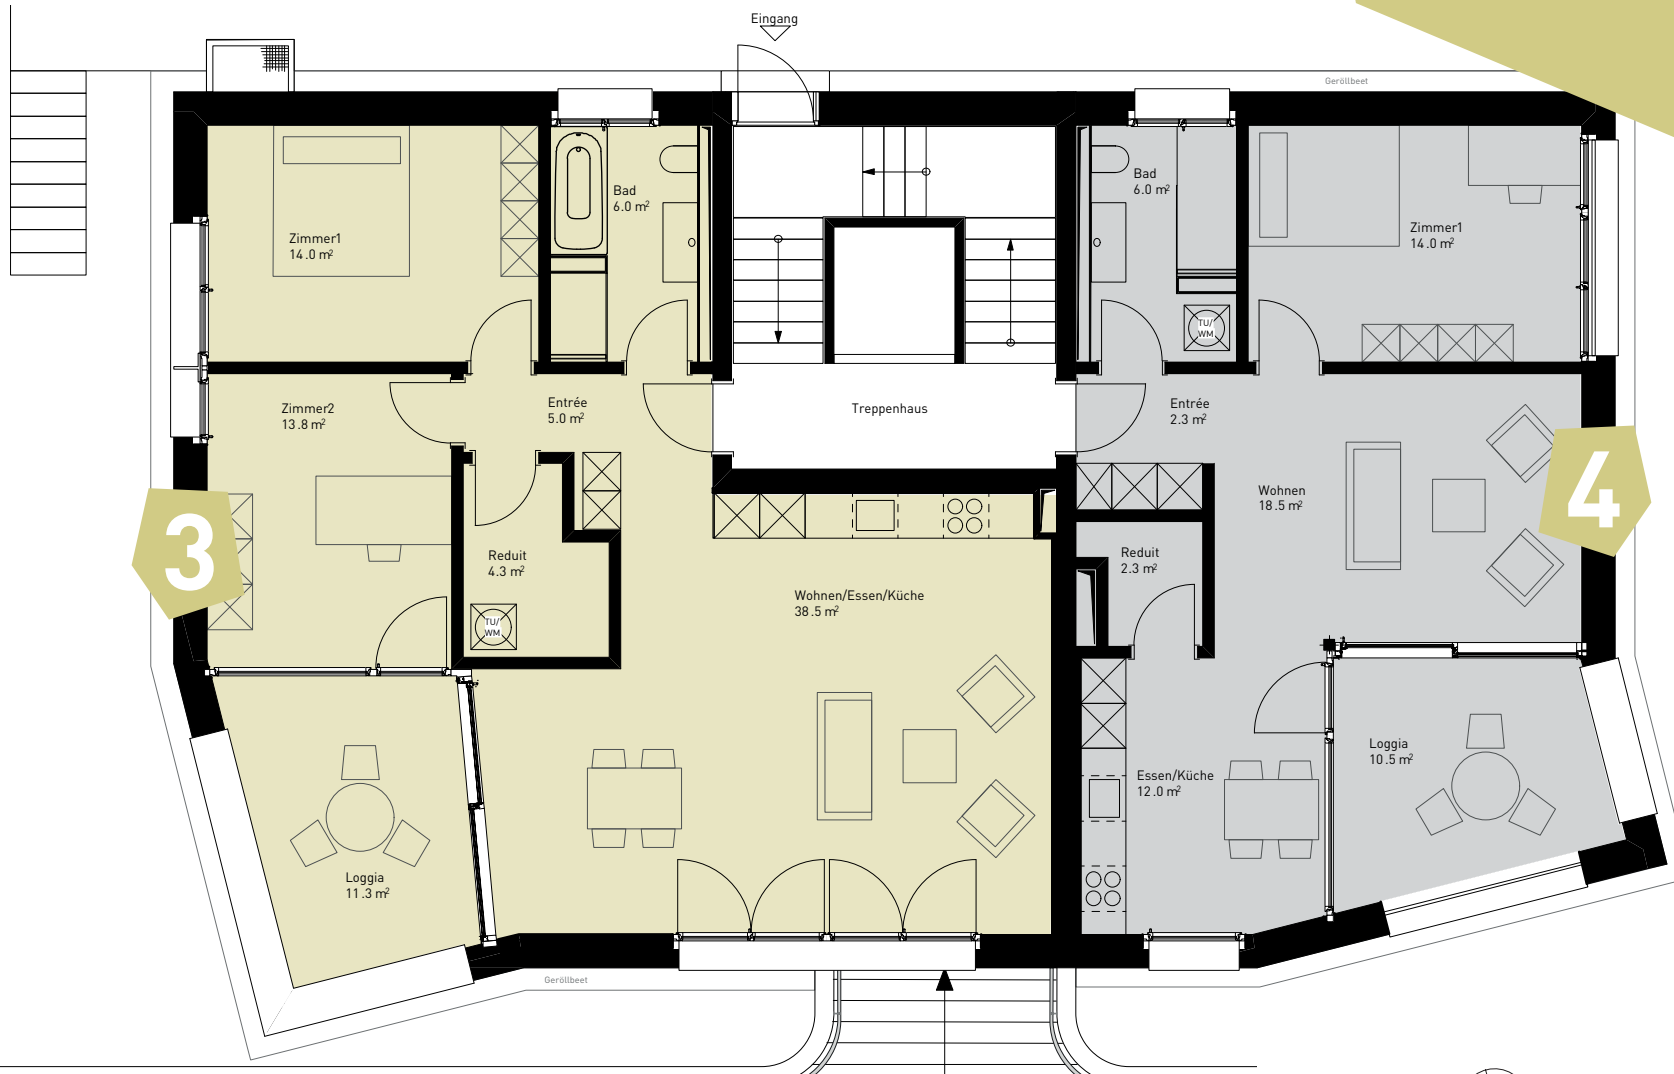 Eingang
Geröllbeet
Bad
6.0 m²
Bad
6.0 m²
Zimmer1
14.0 m²
Zimmer1
14.0 m²
TU/
WM
Zimmer2
13.8 m²
Entrée
5.0 m²
Treppenhaus
Entrée
2.3 m²
3
4
Wohnen
18.5 m²
Reduit
4.3 m²
Reduit
2.3 m²
Wohnen/Essen/Küche
38.5 m²
TU/
WM
Loggia
10.5 m²
Essen/Küche
12.0 m²
Loggia
11.3 m²
Geröllbeet